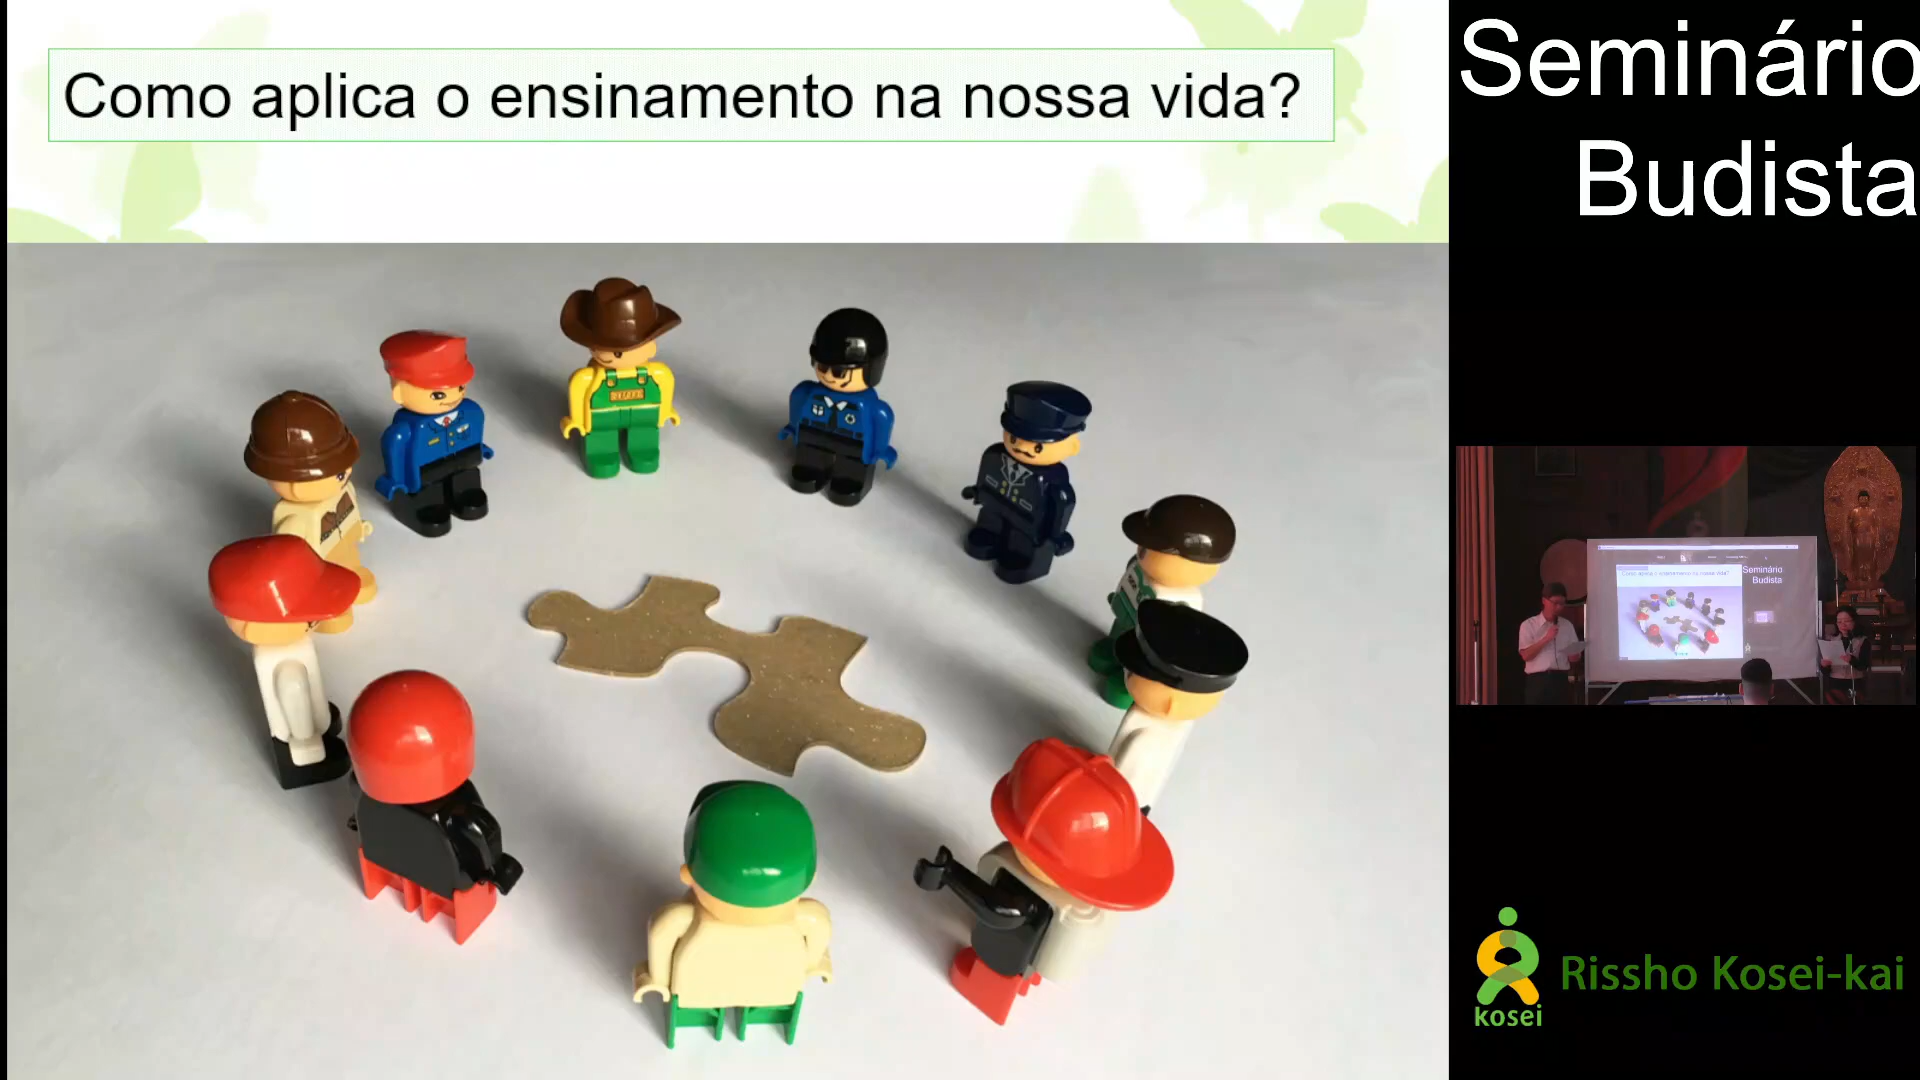 Como aplica o ensinamento na nossa vida?
Seminário
Budista
Seminário
Budista
Rissho Kosei-kai
kosei